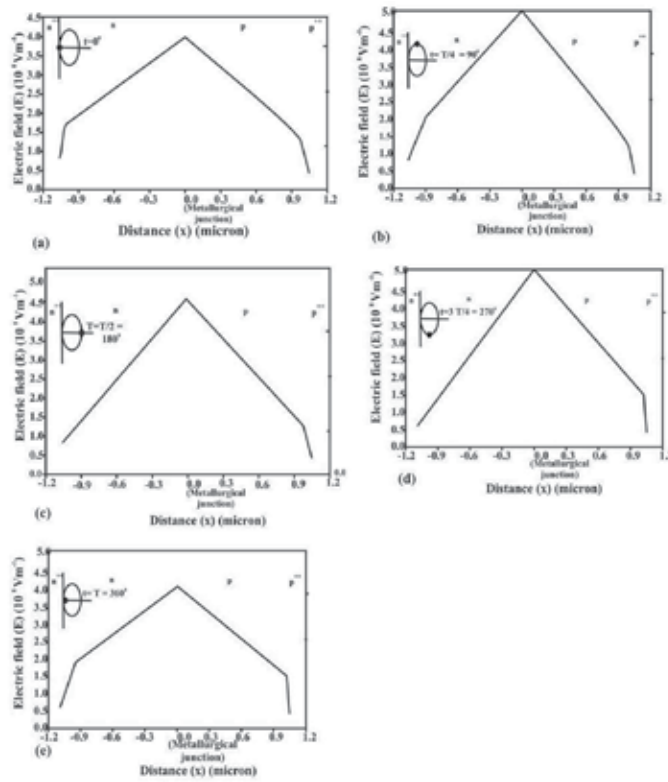 Electric field (E) (10⁸ Vm⁻¹)
4.5
4.0
3.5
3.0
2.5
2.0
1.5
1.0
0.5
0.0
n p
t=0°
-1.2 -0.9 -0.6 -0.3 0.0 0.3 0.6 0.9 1.2
(Metallurgical
junction)
Distance (x) (micron)
(a)
Electric field (E) (10⁸ Vm⁻¹)
5.0
4.5
4.0
3.5
3.0
2.5
2.0
1.5
1.0
0.5
0.0
n p
t= T/4 = 90°
-1.2 -0.9 -0.6 -0.3 0.0 0.3 0.6 0.9 1.2
(Metallurgical
junction)
Distance (x) (micron)
(b)
Electric field (E) (10⁸ Vm⁻¹)
5.0
4.5
4.0
3.5
3.0
2.5
2.0
1.5
1.0
0.5
0.0
n p
T=T/2 =
180°
-1.2 -0.9 -0.6 -0.3 0.0 0.3 0.6 0.9 1.2
(Metallurgical
junction)
Distance (x) (micron)
(c)
Electric field (E) (10⁸ Vm⁻¹)
5.0
4.5
4.0
3.5
3.0
2.5
2.0
1.5
1.0
0.5
0.0
n p
t=3 T/4 = 270°
-1.2 -0.9 -0.6 -0.3 0.0 0.3 0.6 0.9 1.2
(Metallurgical
junction)
Distance (x) (micron)
(d)
Electric field (E) (10⁸ Vm⁻¹)
5.0
4.5
4.0
3.5
3.0
2.5
2.0
1.5
1.0
0.5
0.0
n p
t= T = 360°
-1.2 -0.9 -0.6 -0.3 0.0 0.3 0.6 0.9 1.2
(Metallurgical
junction)
Distance (x) (micron)
(e)